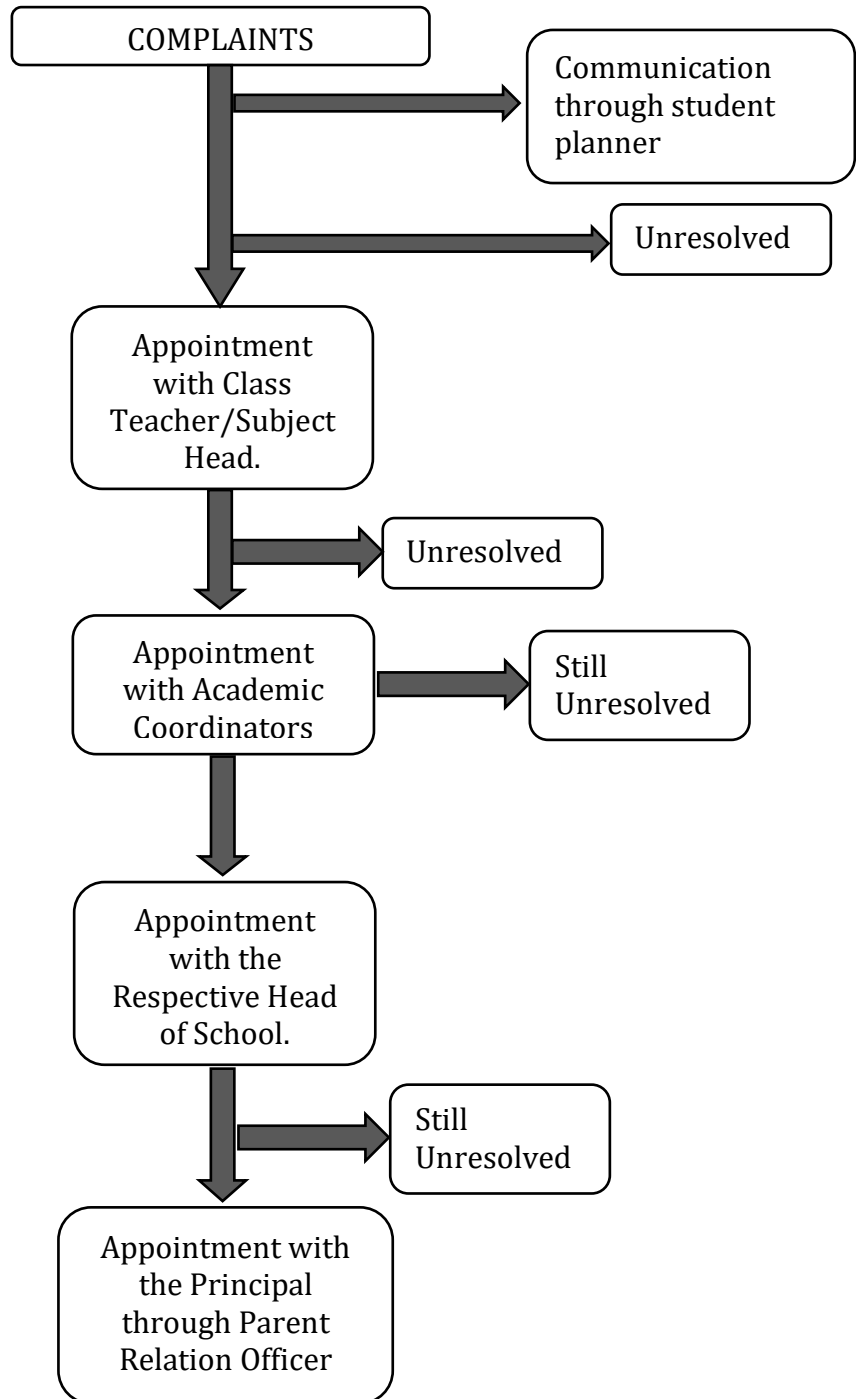 COMPLAINTS
Communication
through student
planner
Unresolved
Appointment
with Class
Teacher/Subject
Head.
Unresolved
Appointment
with Academic
Coordinators
Still
Unresolved
Appointment
with the
Respective Head
of School.
Still
Unresolved
Appointment with
the Principal
through Parent
Relation Officer